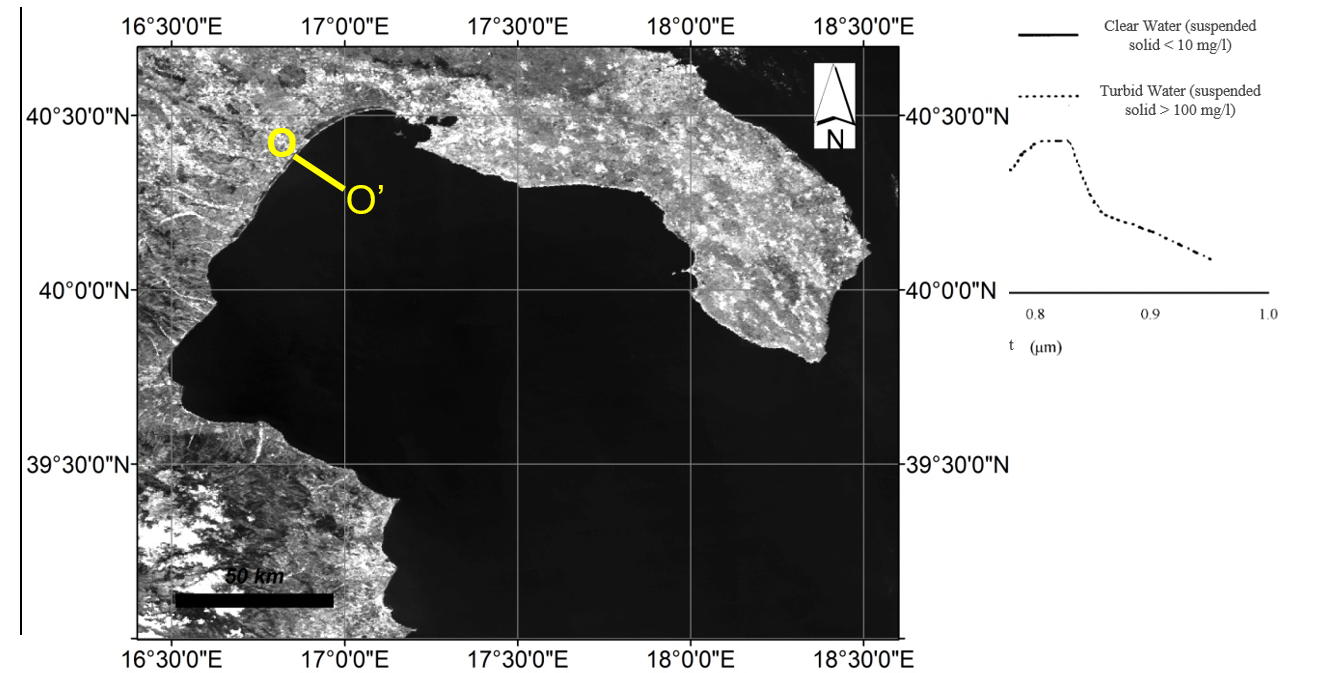 16°30'0"E 17°0'0"E 17°30'0"E 18°0'0"E 18°30'0"E
40°30'0"N 40°30'0"N
40°0'0"N 40°0'0"N
39°30'0"N 39°30'0"N
N
O
O’
50 km
16°30'0"E 17°0'0"E 17°30'0"E 18°0'0"E 18°30'0"E
Clear Water (suspended
solid < 10 mg/l)
Turbid Water (suspended
solid > 100 mg/l)
0.8 0.9 1.0
t (μm)